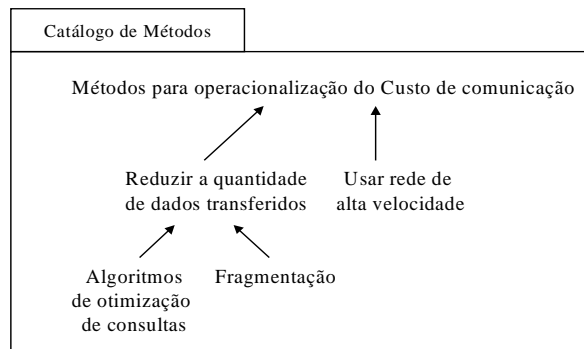 Catálogo de Métodos
Métodos para operacionalização do Custo de comunicação
Reduzir a quantidade
de dados transferidos
Usar rede de
alta velocidade
Algoritmos
de otimização
de consultas
Fragmentação